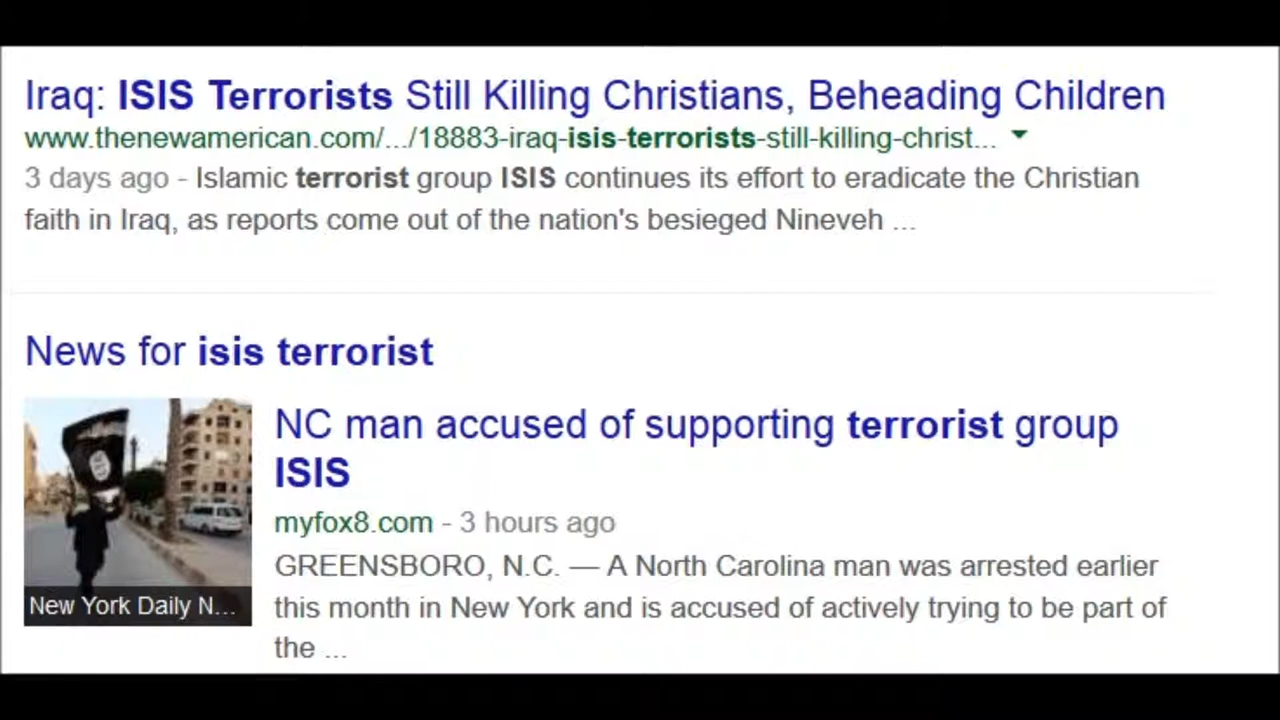 Iraq: ISIS Terrorists Still Killing Christians, Beheading Children
www.thenewamerican.com/.../18883-iraq-isis-terrorists-still-killing-christ...
3 days ago - Islamic terrorist group ISIS continues its effort to eradicate the Christian
faith in Iraq, as reports come out of the nation's besieged Nineveh ...
News for isis terrorist
NC man accused of supporting terrorist group
ISIS
myfox8.com - 3 hours ago
New York Daily N...
GREENSBORO, N.C. — A North Carolina man was arrested earlier
this month in New York and is accused of actively trying to be part of
the ...